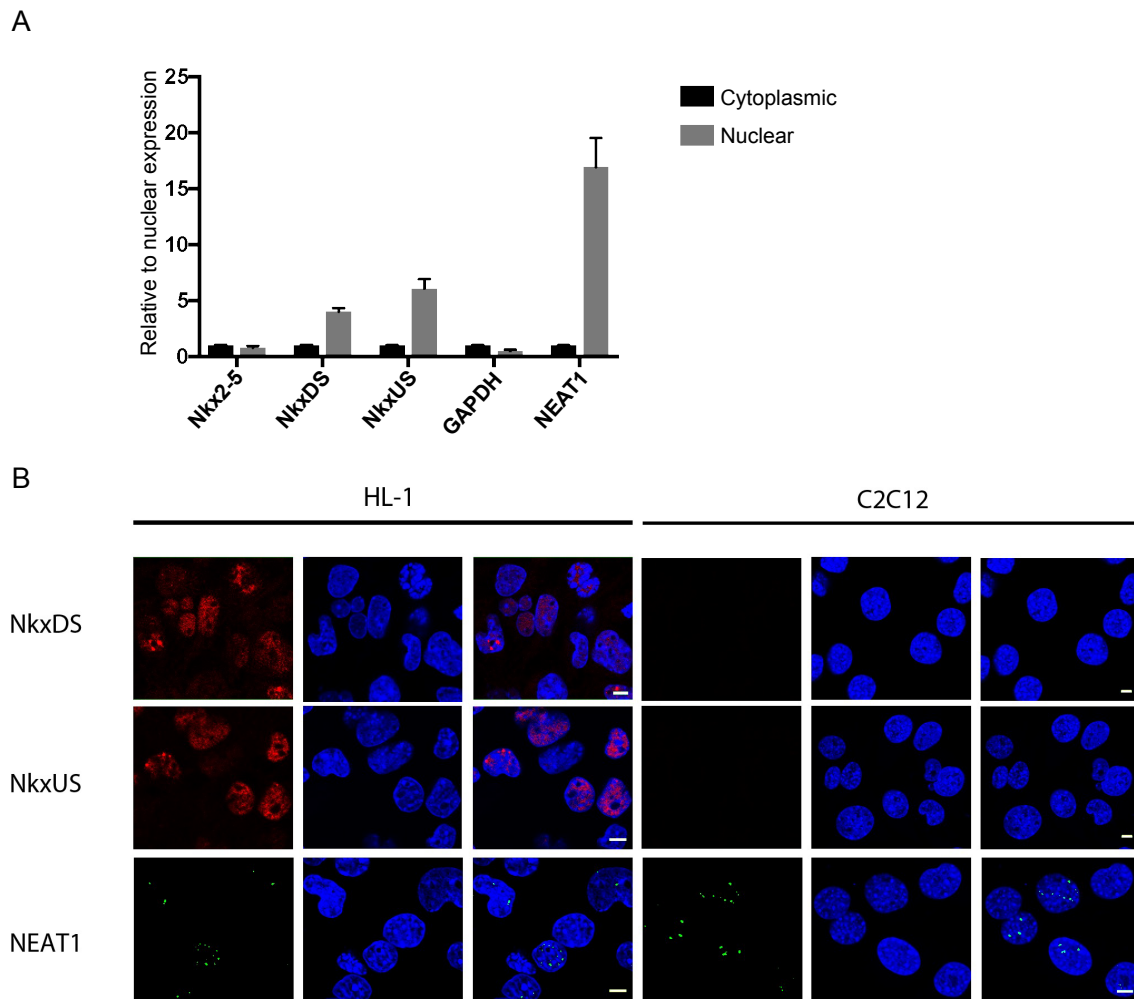 A
Relative to nuclear expression
25
20
15
10
5
0
Nkx2-5
NkxDS
NkxUS
GAPDH
NEAT1
Cytoplasmic
Nuclear
B
HL-1
C2C12
NkxDS
NkxUS
NEAT1